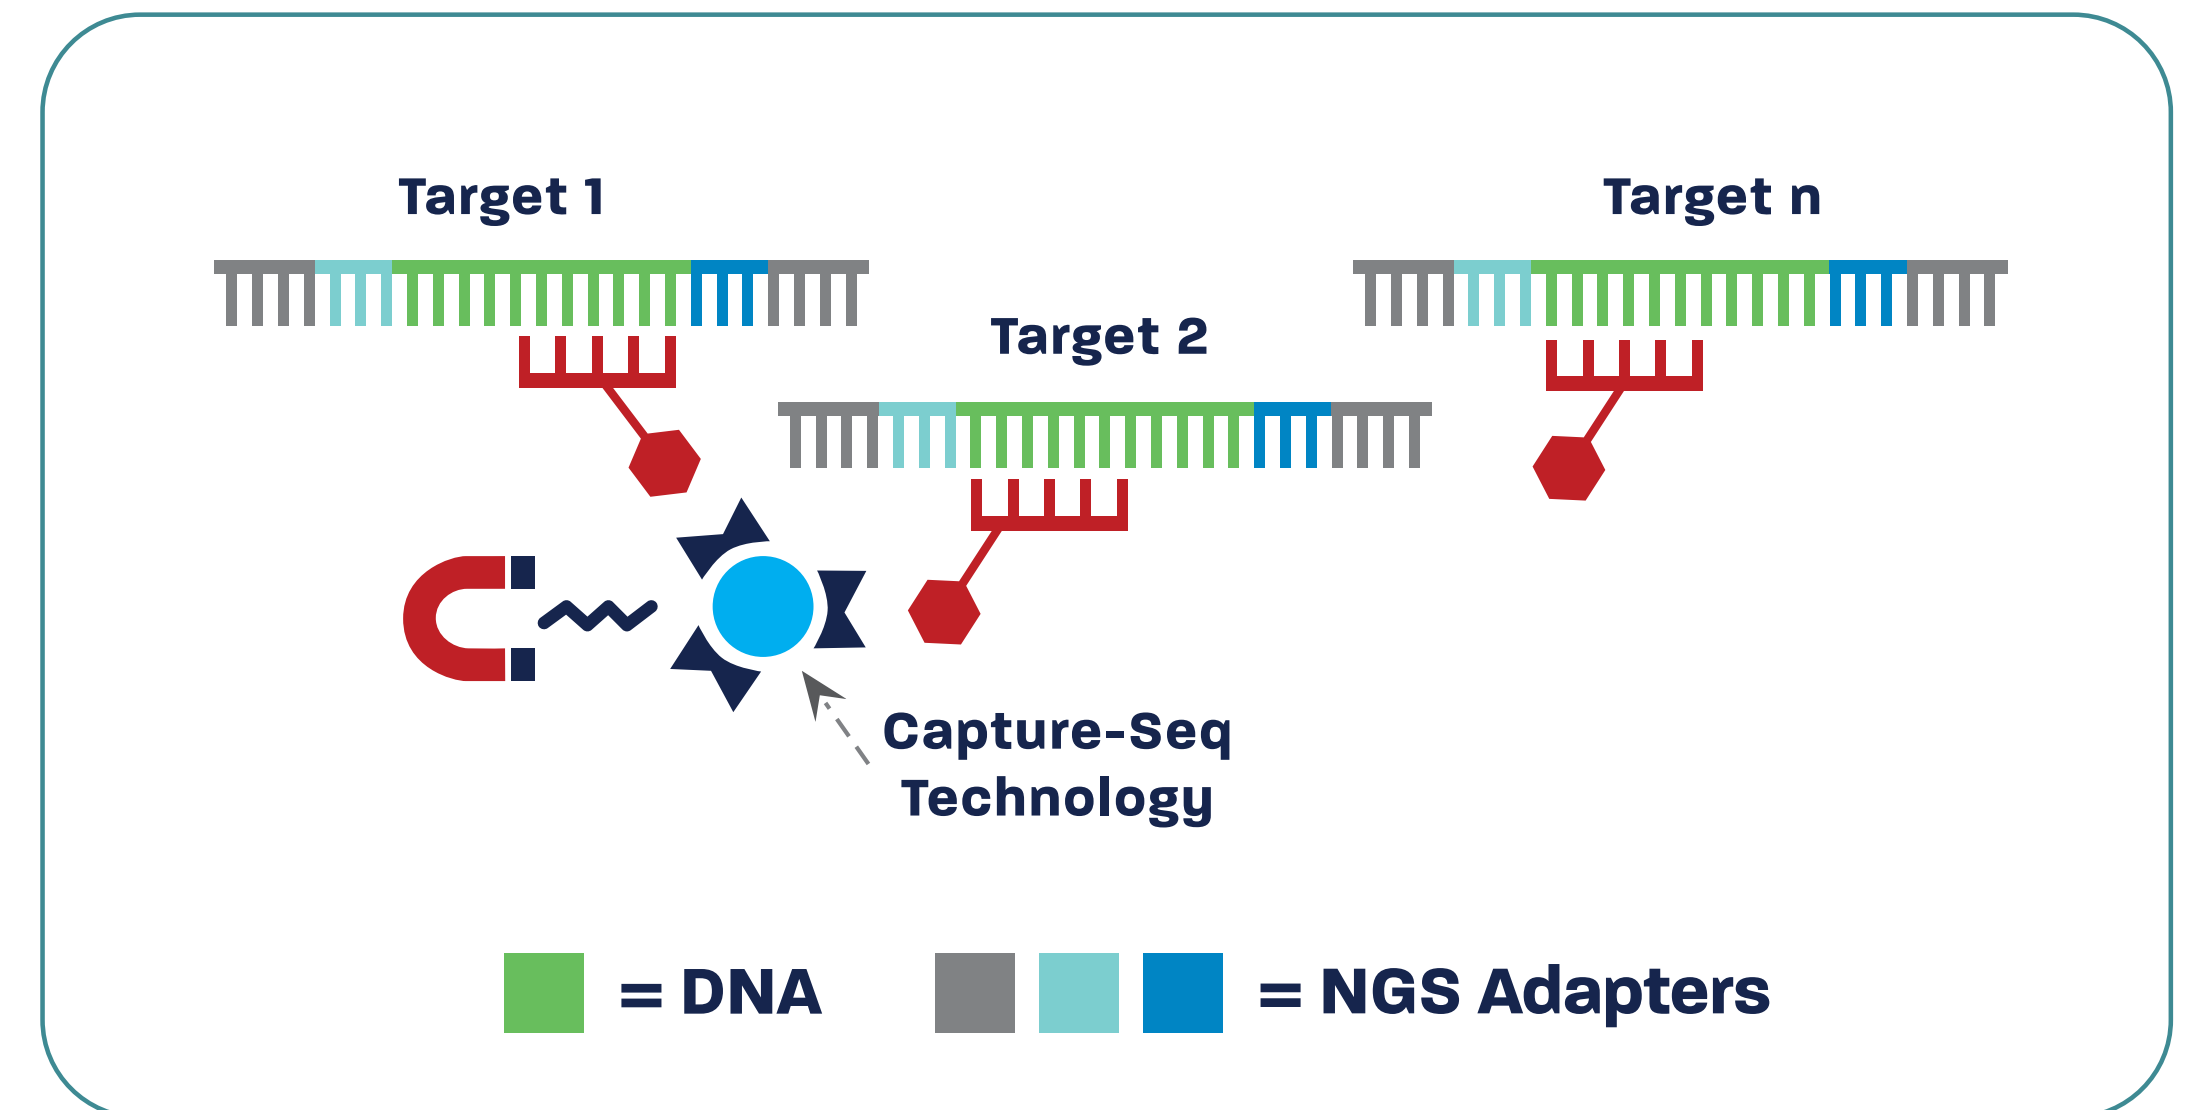 Target 1
Target n
Target 2
Capture-Seq
Technology
= DNA
= NGS Adapters